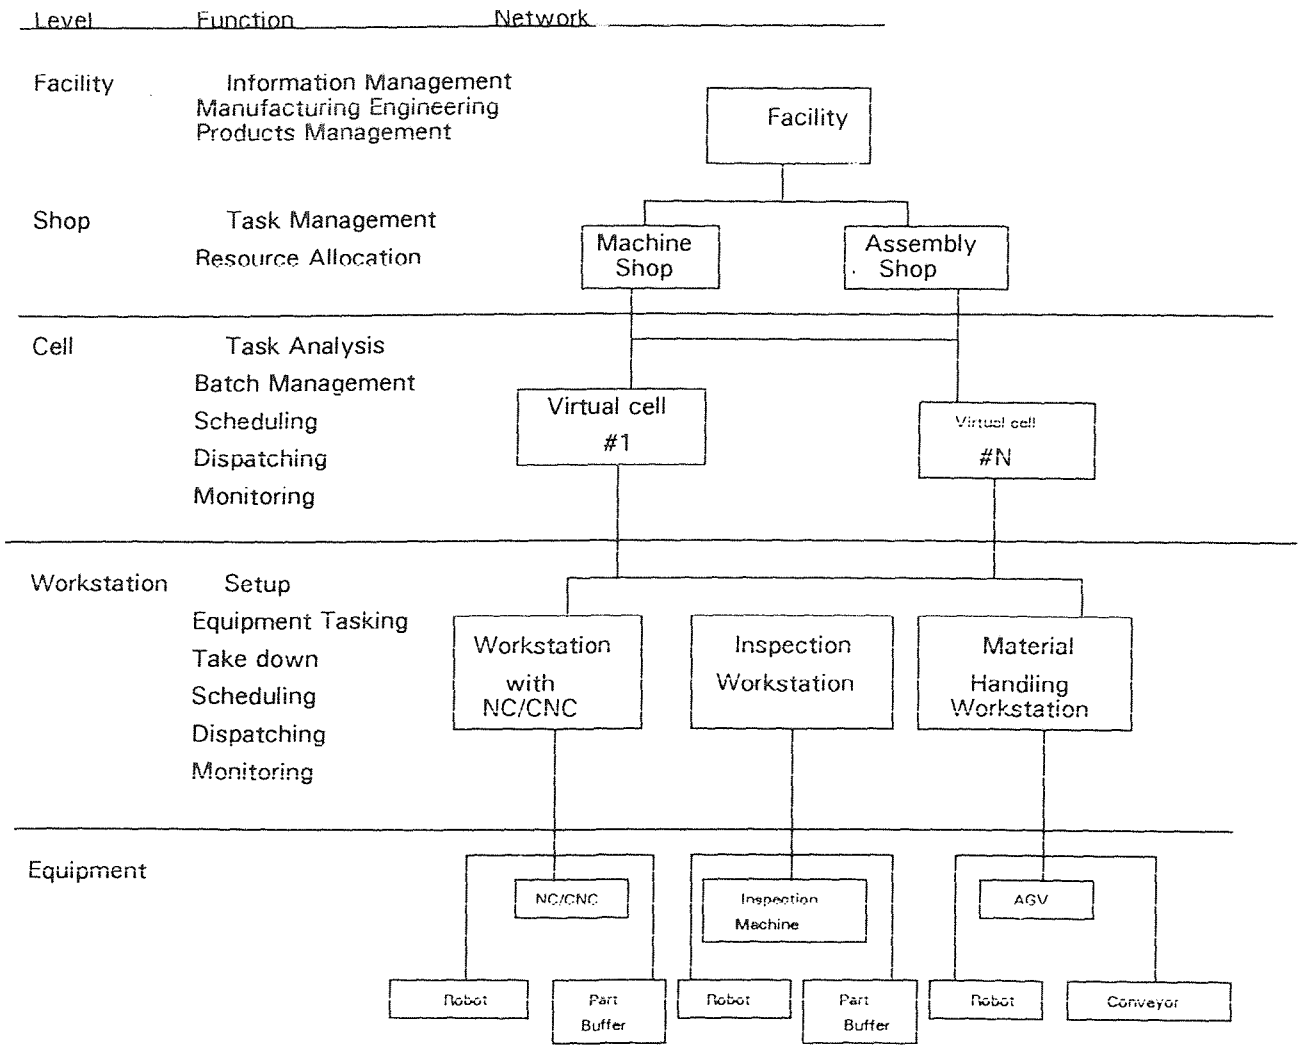 Level Function Network
Facility Information Management
Manufacturing Engineering
Products Management
Facility
Shop Task Management
Resource Allocation
Machine
Shop
Assembly
Shop
Cell Task Analysis
Batch Management
Scheduling
Dispatching
Monitoring
Virtual cell
#1
Virtual cell
#N
Workstation Setup
Equipment Tasking
Take down
Scheduling
Dispatching
Monitoring
Workstation
with
NC/CNC
Inspection
Workstation
Material
Handling
Workstation
Equipment
NC/CNC
Inspection
Machine
AGV
Robot
Part
Buffer
Robot
Part
Buffer
Robot
Conveyor